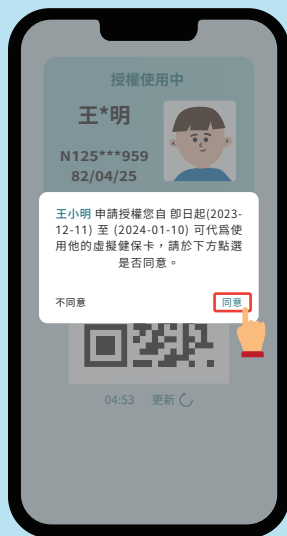 授權使用中
王*明
N125***959
82/04/25
王小明 申請授權您自 即日起(2023-
12-11) 至 (2024-01-10) 可代為使
用他的虛擬健保卡，請於下方點選
是否同意。
不同意 同意
04:53 更新